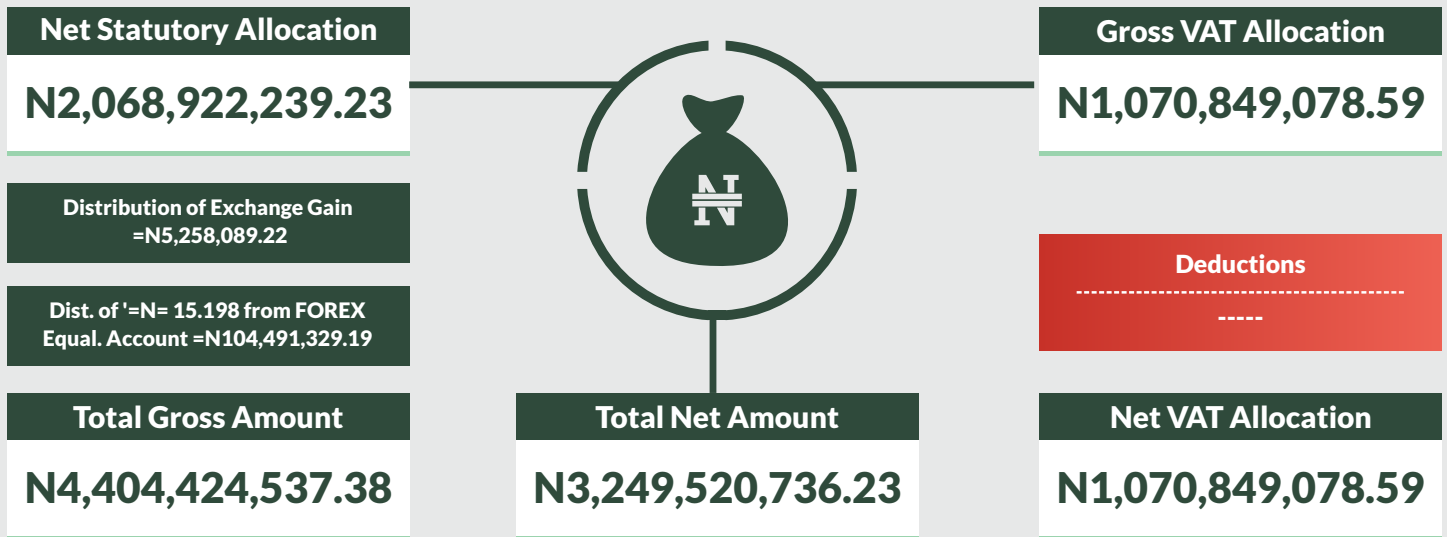 Net Statutory Allocation
N2,068,922,239.23
Distribution of Exchange Gain
=N5,258,089.22
Dist. of '=N= 15.198 from FOREX
Equal. Account =N104,491,329.19
Total Gross Amount
N4,404,424,537.38
₦
Total Net Amount
N3,249,520,736.23
Gross VAT Allocation
N1,070,849,078.59
Deductions
--------------------------------------------
-----
Net VAT Allocation
N1,070,849,078.59